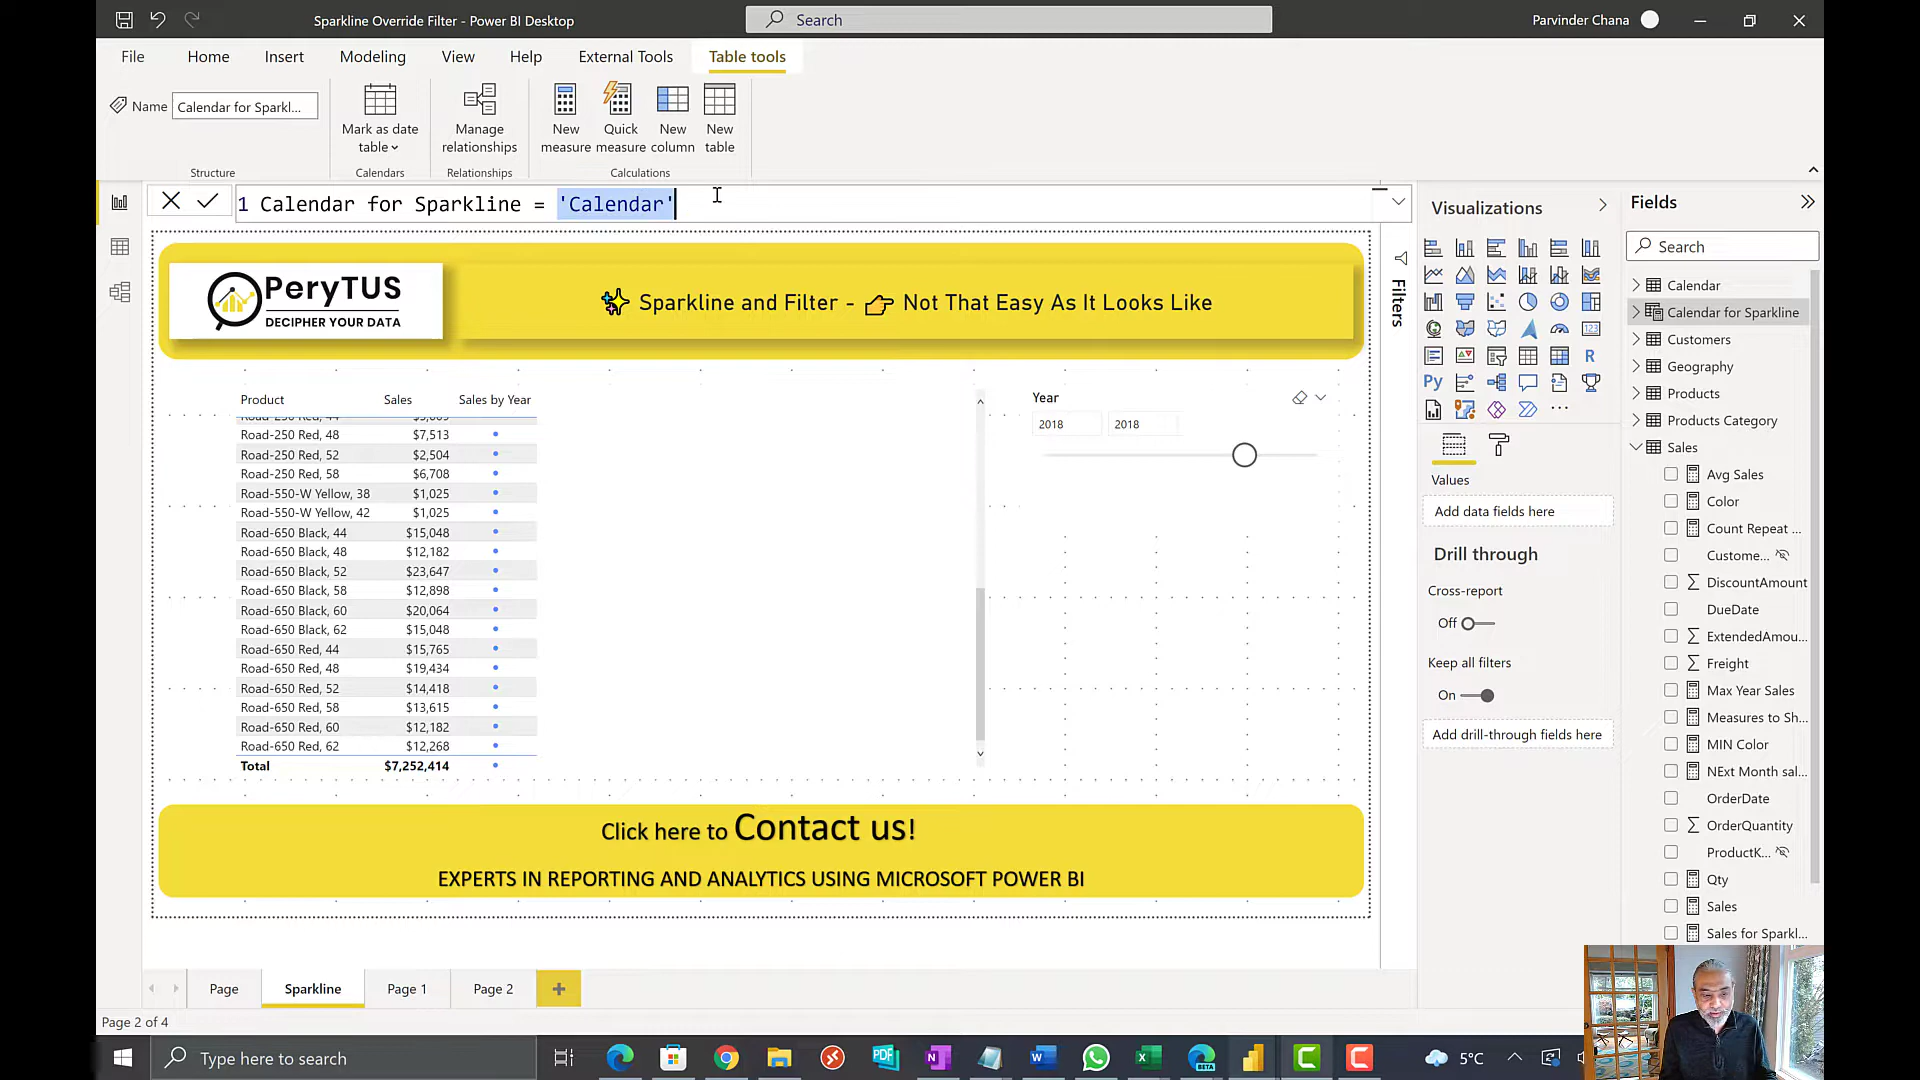 Sparkline Override Filter - Power BI Desktop
Search
Parvinder Chana
File
Home
Insert
Modeling
View
Help
External Tools
Table tools
Name
Calendar for Sparkl...
Mark as date
table
Manage
relationships
New
measure
Quick
measure
New
column
New
table
Structure
Calendars
Relationships
Calculations
1 Calendar for Sparkline = 'Calendar'
PeryTUS
DECIPHER YOUR DATA
Sparkline and Filter - Not That Easy As It Looks Like
Product Sales Sales by Year
Road-250 Red, 48 $7,513
Road-250 Red, 52 $2,504
Road-250 Red, 58 $6,708
Road-550-W Yellow, 38 $1,025
Road-550-W Yellow, 42 $1,025
Road-650 Black, 44 $15,048
Road-650 Black, 48 $12,182
Road-650 Black, 52 $23,647
Road-650 Black, 58 $12,898
Road-650 Black, 60 $20,064
Road-650 Black, 62 $15,048
Road-650 Red, 44 $15,765
Road-650 Red, 48 $19,434
Road-650 Red, 52 $14,418
Road-650 Red, 58 $13,615
Road-650 Red, 60 $12,182
Road-650 Red, 62 $12,268
Total $7,252,414
Year
2018 2018
Click here to Contact us!
EXPERTS IN REPORTING AND ANALYTICS USING MICROSOFT POWER BI
Filters
Visualizations
R
Py
Values
Add data fields here
Drill through
Cross-report
Off
Keep all filters
On
Add drill-through fields here
Fields
Search
Calendar
Calendar for Sparkline
Customers
Geography
Products
Products Category
Sales
Avg Sales
Color
Count Repeat ...
Custome...
DiscountAmount
DueDate
ExtendedAmou...
Freight
Max Year Sales
Measures to Sh...
MIN Color
NExt Month sal...
OrderDate
OrderQuantity
ProductK...
Qty
Sales
Sales for Sparkl...
Page
Sparkline
Page 1
Page 2
Page 2 of 4
Type here to search
5°C